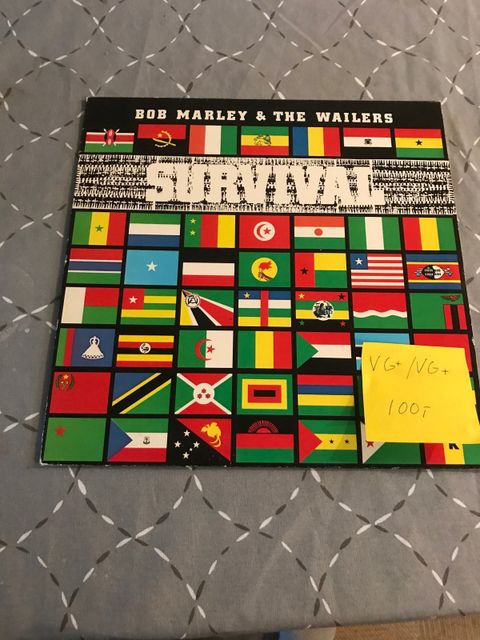 BOB MARLEY & THE WAILERS
SURVIVAL
VG+/VG+
100:-